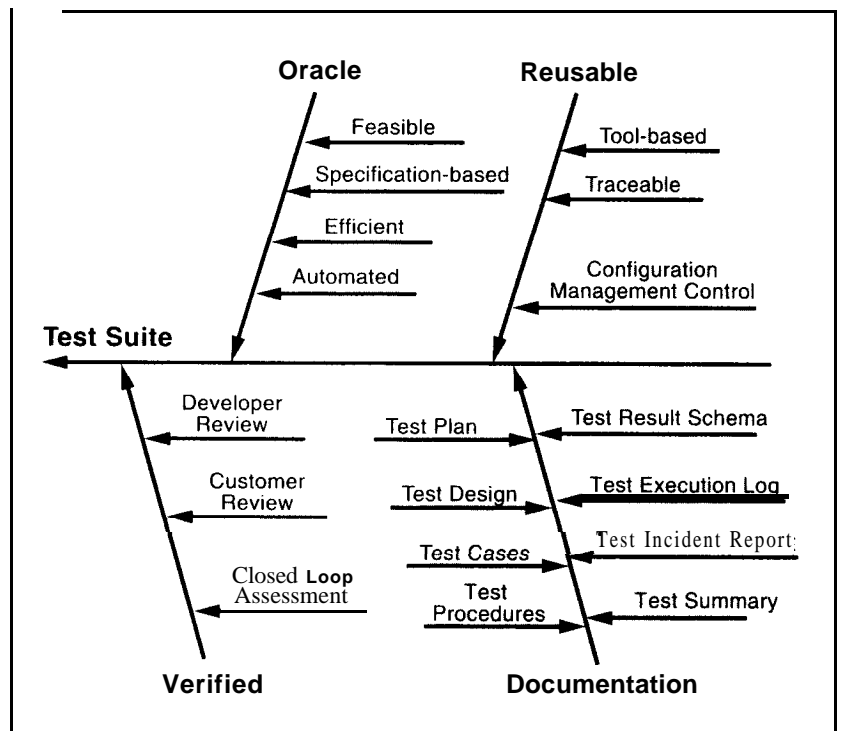 Oracle
Reusable
Feasible
Specification-based
Efficient
Automated
Tool-based
Traceable
Configuration
Management Control
Test Suite
Developer
Review
Customer
Review
Closed Loop
Assessment
Test Plan
Test Design
Test Cases
Test
Procedures
Test Result Schema
Test Execution Log
Test Incident Report
Test Summary
Verified
Documentation